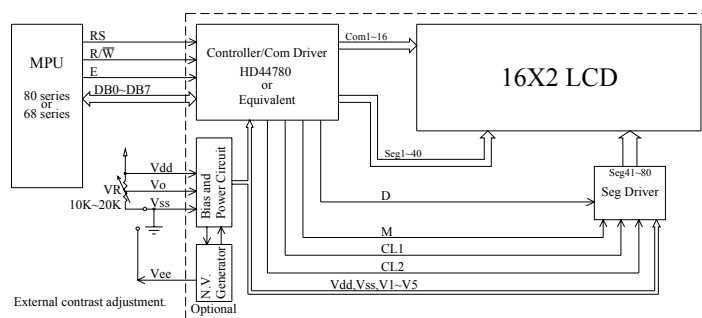 MPU
80 series
or
68 series
RS
R/W̅
E
DB0~DB7
Controller/Com Driver
HD44780
or
Equivalent
Com1~16
16X2 LCD
Seg1~40
Seg41~80
Seg Driver
D
M
CL1
CL2
Vdd,Vss,V1~V5
Vdd
Vo
Vss
VR
10K~20K
Bias and
Power Circuit
N.V.
Generator
Optional
Vee
External contrast adjustment.